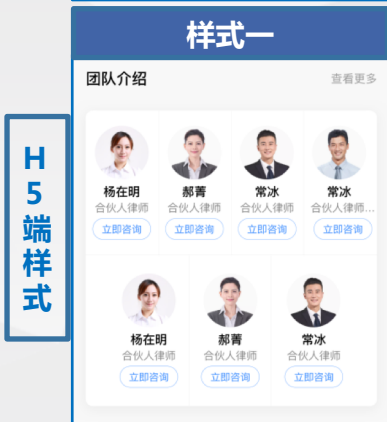 样式一
团队介绍 查看更多
H5端样式
杨在明 郝菁 常冰 常冰
合伙人律师 合伙人律师 合伙人律师 合伙人律师...
立即咨询 立即咨询 立即咨询 立即咨询
杨在明 郝菁 常冰
合伙人律师 合伙人律师 合伙人律师
立即咨询 立即咨询 立即咨询